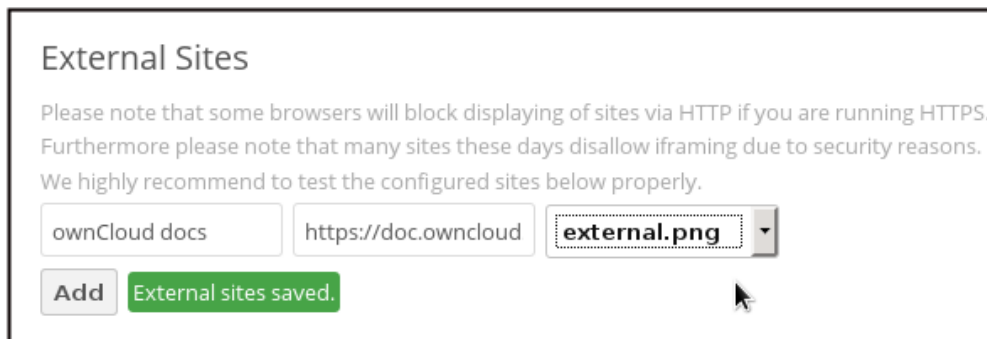 External Sites
Please note that some browsers will block displaying of sites via HTTP if you are running HTTPS.
Furthermore please note that many sites these days disallow iframing due to security reasons.
We highly recommend to test the configured sites below properly.
ownCloud docs https://doc.owncloud external.png
Add External sites saved.